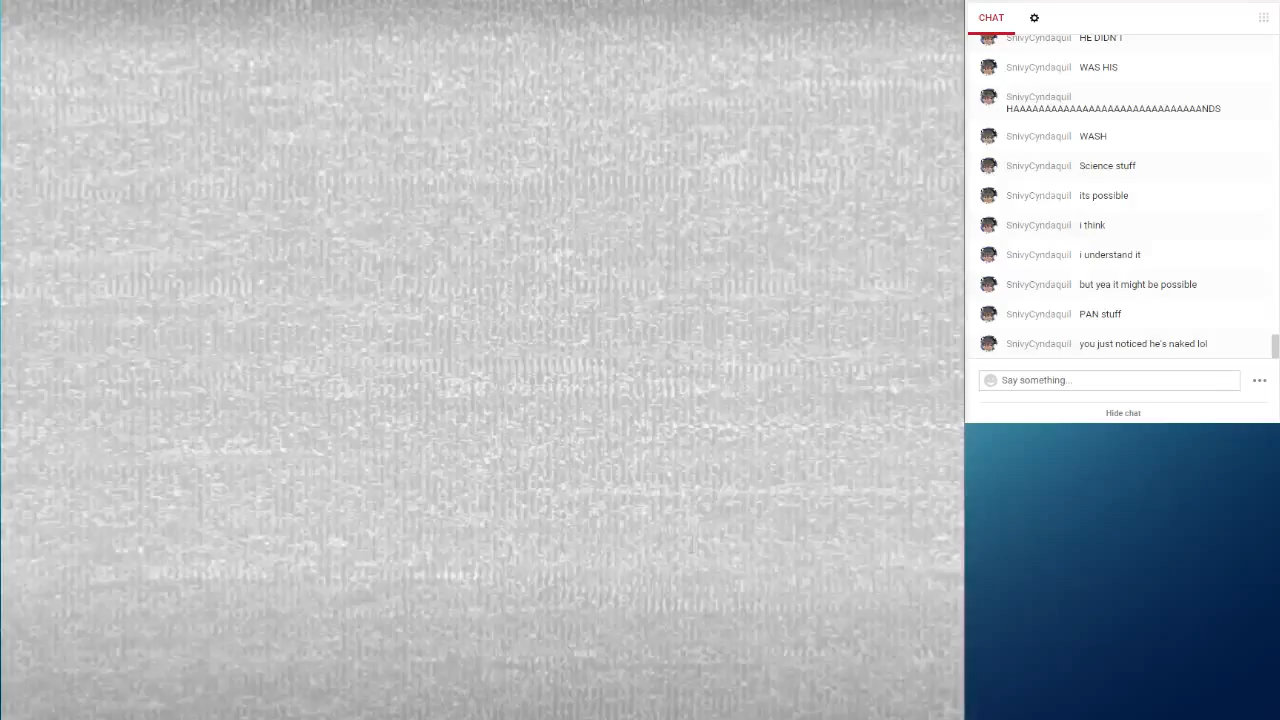 CHAT
SnivyCyndaquil HE DIDN'T
SnivyCyndaquil WAS HIS
SnivyCyndaquil
HAAAAAAAAAAAAAAAAAAAAAAAAAAAAAANDS
SnivyCyndaquil WASH
SnivyCyndaquil Science stuff
SnivyCyndaquil its possible
SnivyCyndaquil i think
SnivyCyndaquil i understand it
SnivyCyndaquil but yea it might be possible
SnivyCyndaquil PAN stuff
SnivyCyndaquil you just noticed he's naked lol
Say something...
Hide chat